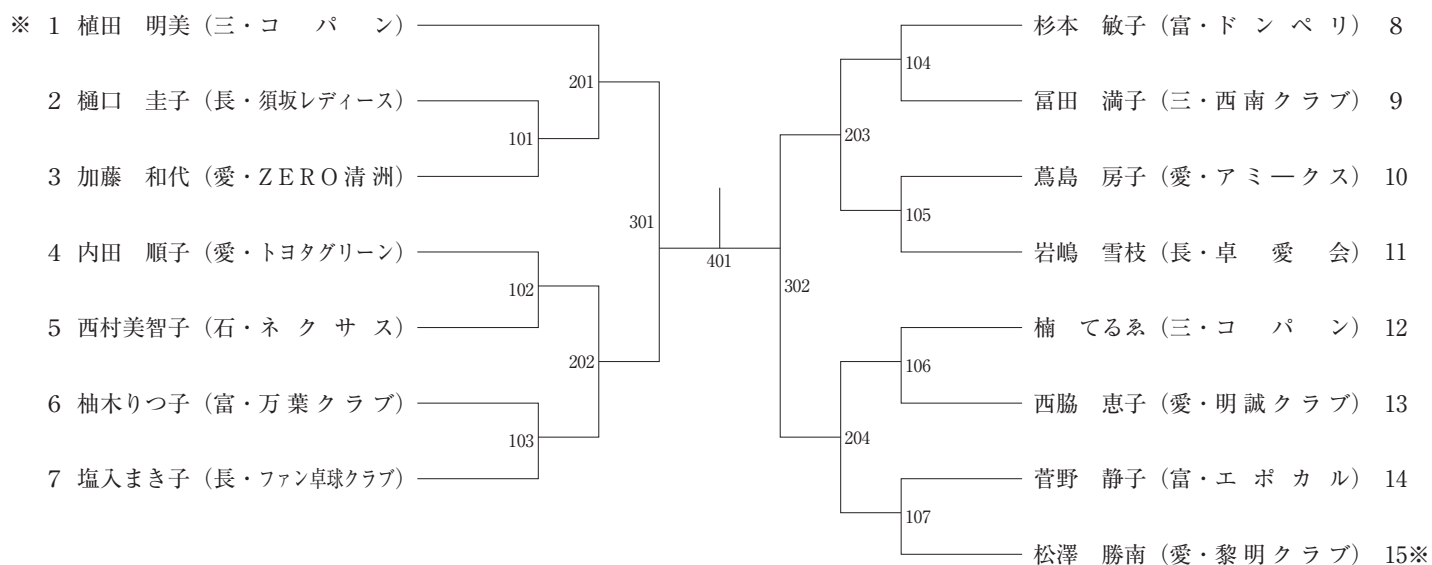 ※ 1 植田 明美（三・コパン）
2 樋口 圭子（長・須坂レディース）
3 加藤 和代（愛・ZERO清洲）
4 内田 順子（愛・トヨタグリーン）
5 西村美智子（石・ネクサス）
6 柚木りつ子（富・万葉クラブ）
7 塩入まき子（長・ファン卓球クラブ）
101
102
103
201
202
301
401
302
203
204
104
105
106
107
杉本 敏子（富・ドンペリ） 8
冨田 満子（三・西南クラブ） 9
蔦島 房子（愛・アミークス） 10
岩嶋 雪枝（長・卓愛会） 11
楠 てるゑ（三・コパン） 12
西脇 恵子（愛・明誠クラブ） 13
菅野 静子（富・エポカル） 14
松澤 勝南（愛・黎明クラブ） 15※